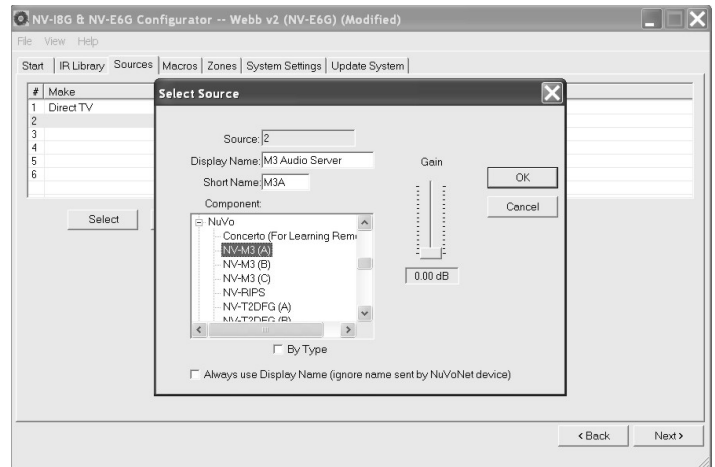 NV-I8G & NV-E6G Configurator -- Webb v2 (NV-E6G) (Modified)
File View Help
Start IR Library Sources Macros Zones System Settings Update System
# Make
1 Direct TV
2
3
4
5
6
Select
Select Source
Source: 2
Display Name: M3 Audio Server
Short Name: M3A
Component:
NuVo
Concerto (For Learning Rem
NV-M3 (A)
NV-M3 (B)
NV-M3 (C)
NV-RIPS
NV-T2DFG (A)
NV-T2DFG (B)
By Type
Always use Display Name (ignore name sent by NuVoNet device)
Gain
0.00 dB
OK
Cancel
< Back Next >